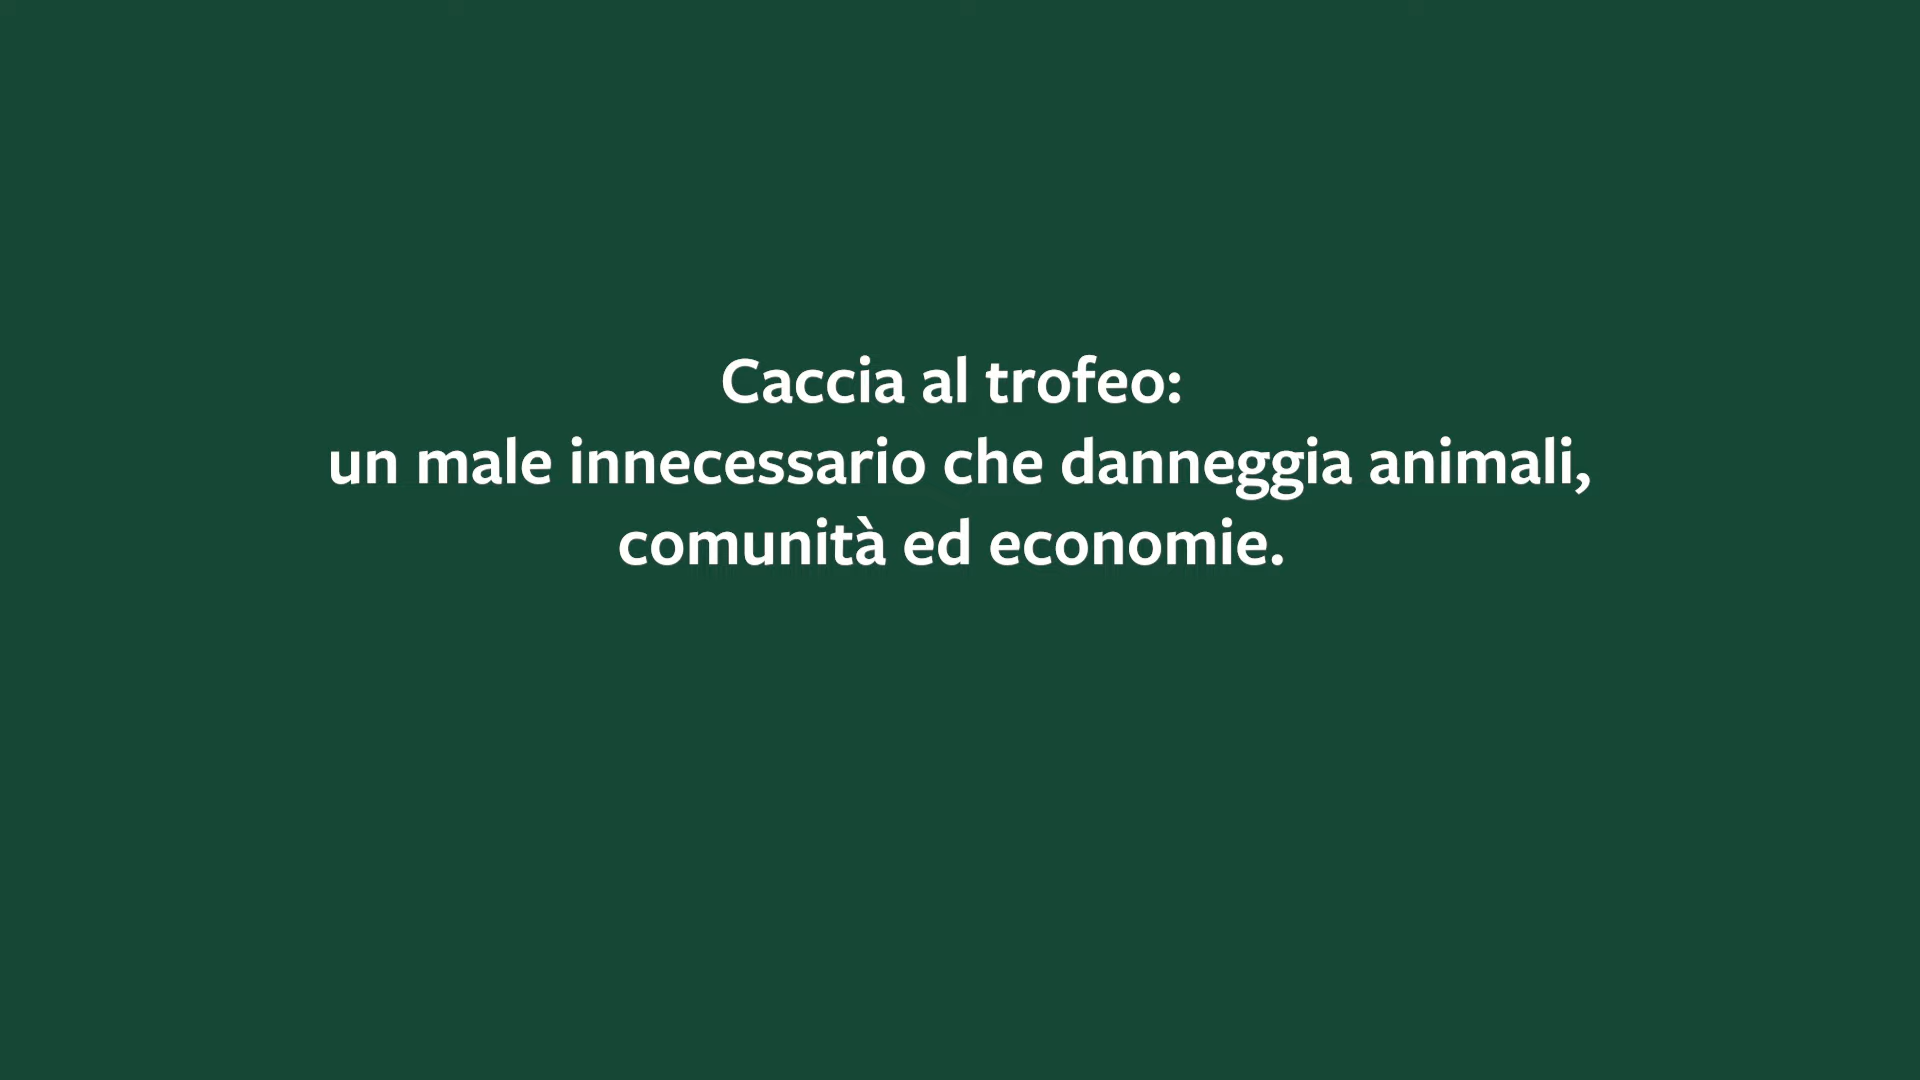 Caccia al trofeo:
un male innecessario che danneggia animali,
comunità ed economie.